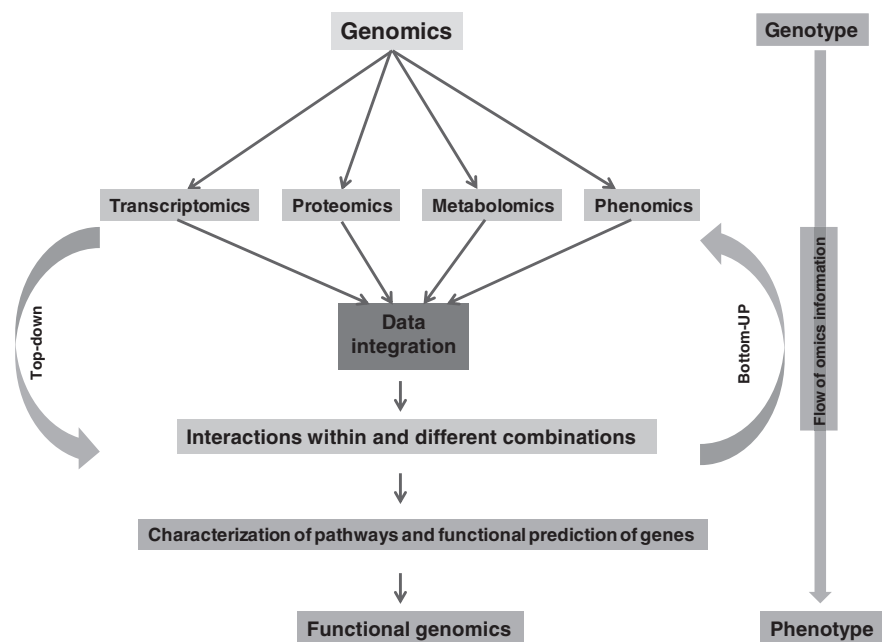 Genomics
Genotype
Transcriptomics
Proteomics
Metabolomics
Phenomics
Data
integration
Top-down
Bottom-UP
Flow of omics information
Interactions within and different combinations
Characterization of pathways and functional prediction of genes
Functional genomics
Phenotype